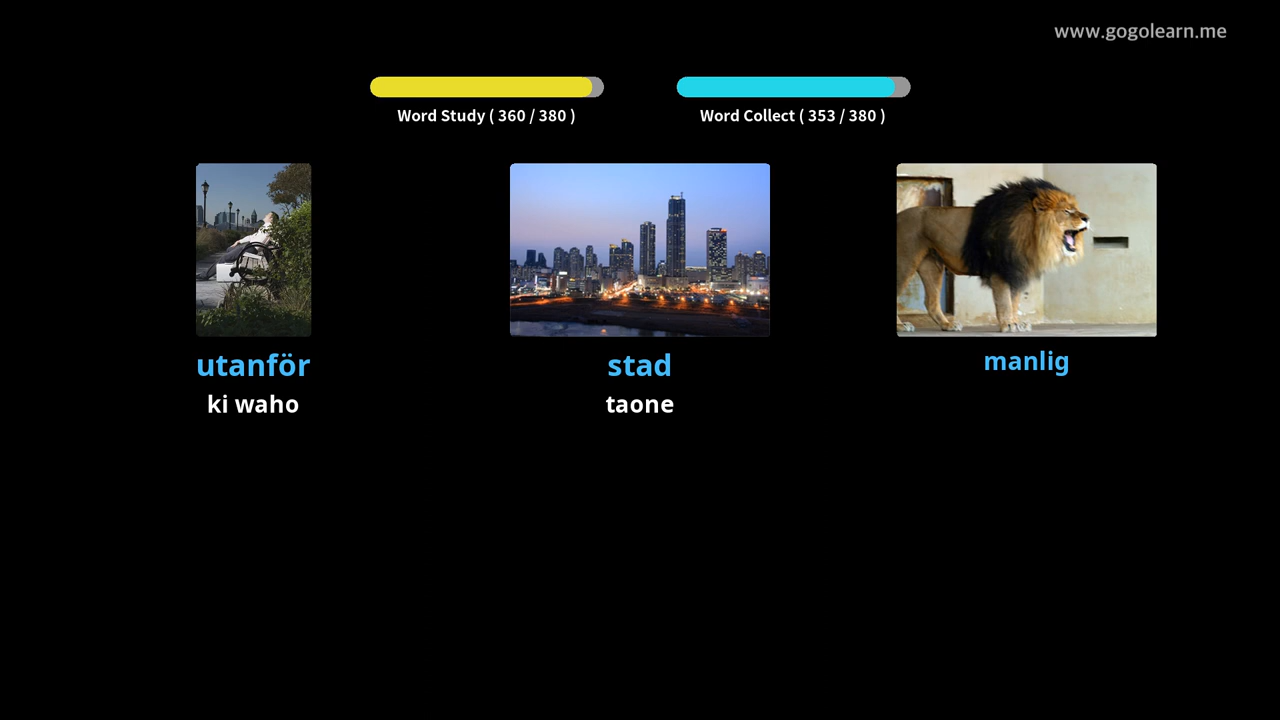 www.gogolearn.me
Word Study ( 360 / 380 )
Word Collect ( 353 / 380 )
utanför
stad
manlig
ki waho
taone